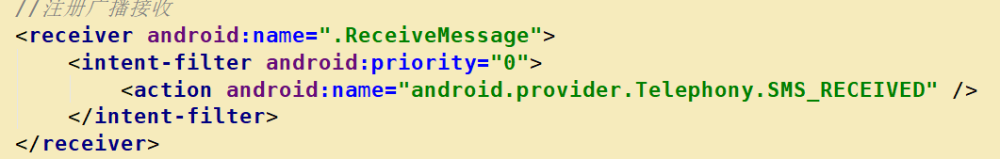 //注册广播接收
<receiver android:name=".ReceiveMessage">
<intent-filter android:priority="0">
<action android:name="android.provider.Telephony.SMS_RECEIVED" />
</intent-filter>
</receiver>